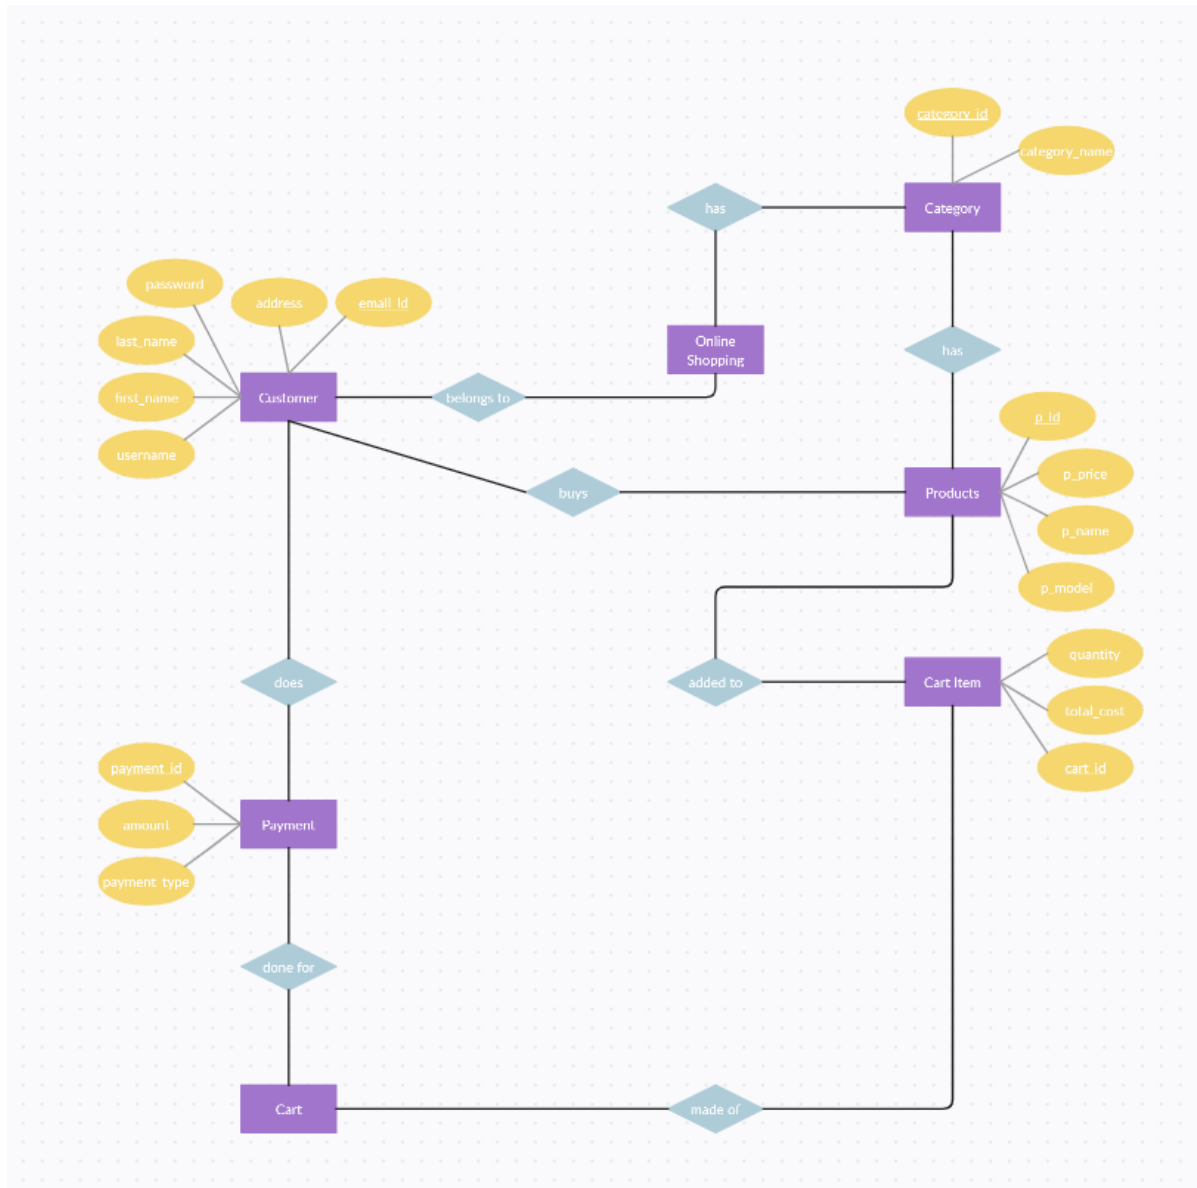 category_id
category_name
has
Category
password
address
email_Id
last_name
Online
Shopping
has
first_name
Customer
belongs to
username
p_id
p_price
buys
Products
p_name
p_model
quantity
does
added to
Cart Item
total_cost
payment_id
cart_id
amount
Payment
payment_type
done for
Cart
made of